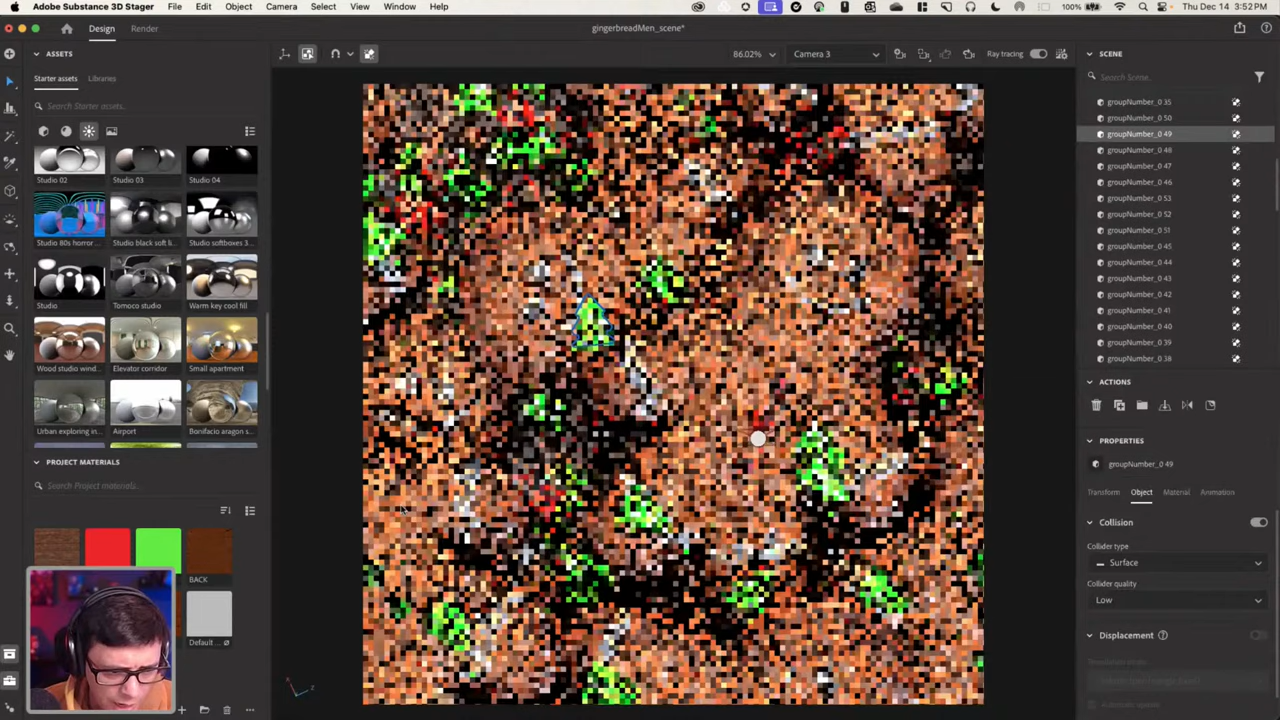 Adobe Substance 3D Stager File Edit Object Camera Select View Window Help 100% Thu Dec 14 3:52 PM
Design Render gingerbreadMen_scene*
ASSETS 86.02% Camera 3 Ray tracing SCENE
Starter assets Libraries Search Scene..
Search Starter assets..
groupNumber_0 35
groupNumber_0 50
groupNumber_0 49
groupNumber_0 48
groupNumber_0 47
groupNumber_0 46
groupNumber_0 53
groupNumber_0 52
groupNumber_0 51
groupNumber_0 45
groupNumber_0 44
groupNumber_0 43
groupNumber_0 42
groupNumber_0 41
groupNumber_0 40
groupNumber_0 39
groupNumber_0 38
Studio 02 Studio 03 Studio 04
Studio 80s horror ... Studio black soft li... Studio softboxes 3...
Studio Tomoco studio Warm key cool fill
Wood studio wind... Elevator corridor Small apartment
Urban exploring in... Airport Bonifacio aragon s...
PROJECT MATERIALS
Search Project materials...
BACK
Default ...
ACTIONS
PROPERTIES
groupNumber_0 49
Transform Object Material Animation
Collision
Collider type
Surface
Collider quality
Low
Displacement
X Z